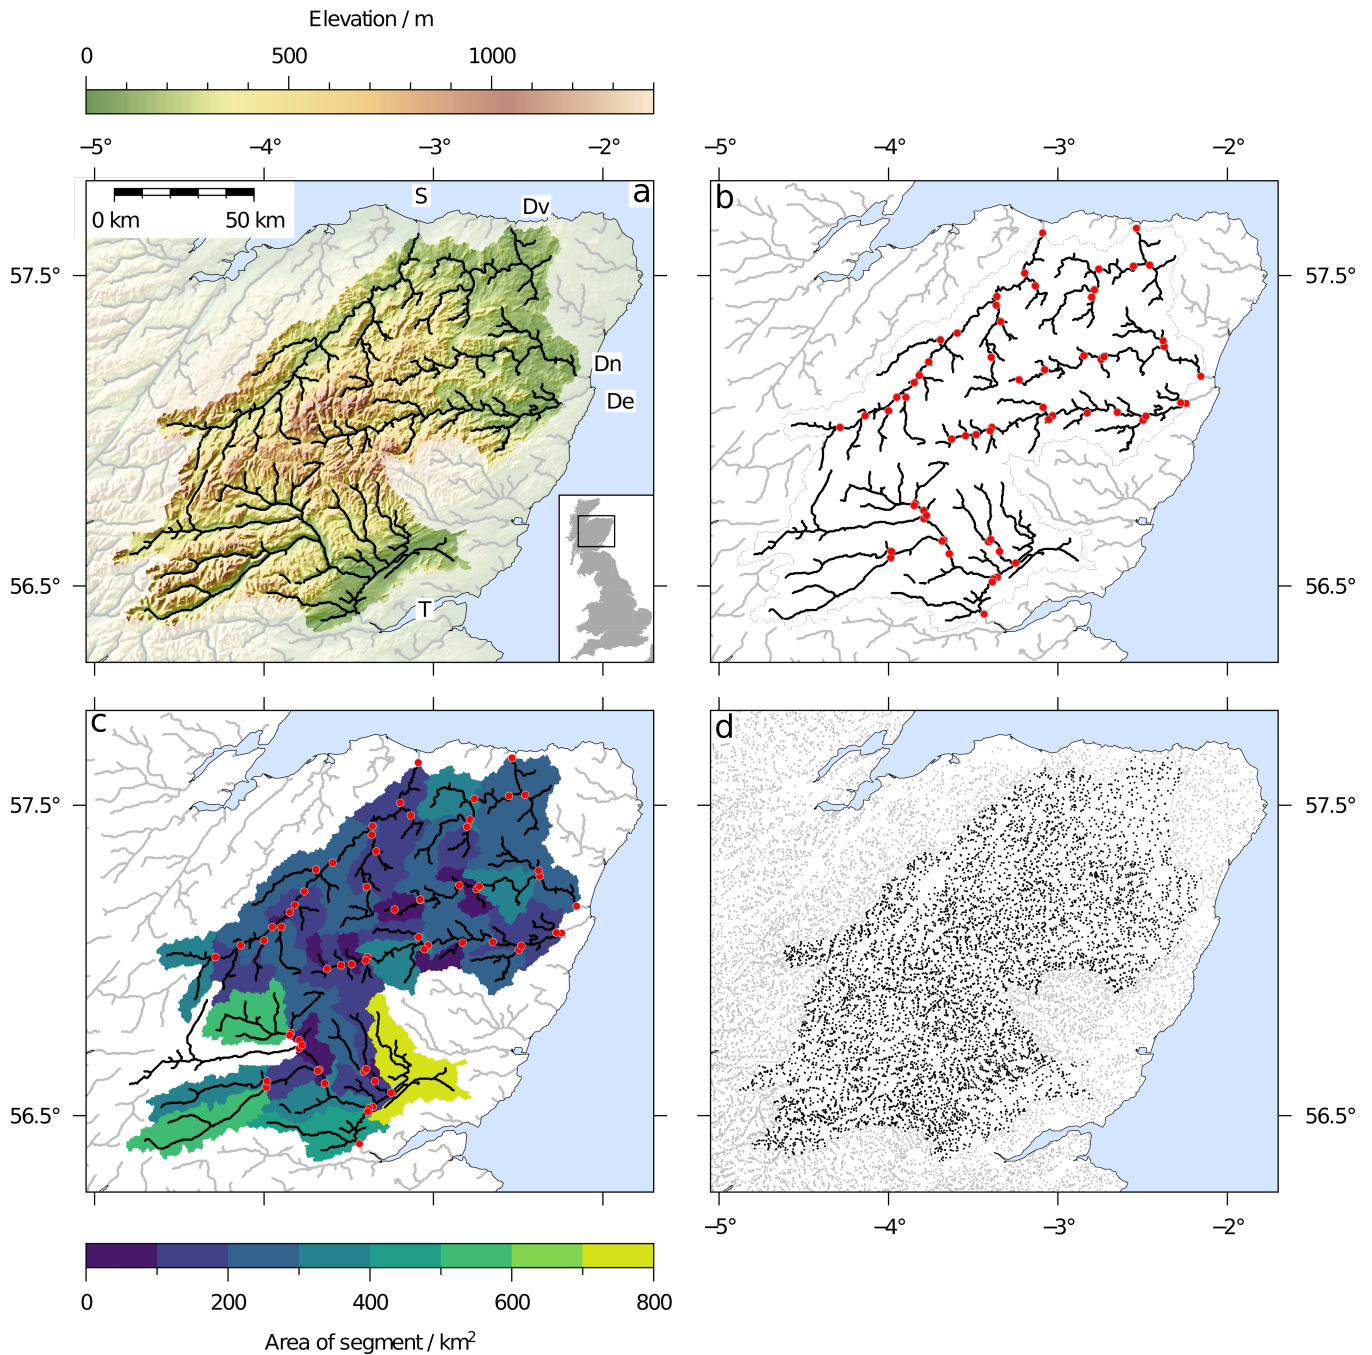 Elevation / m
0 500 1000
−5° −4° −3° −2°
−5° −4° −3° −2°
0 km 50 km
S
Dv
a
b
57.5°
57.5°
Dn
De
56.5°
56.5°
T
c
d
57.5°
57.5°
56.5°
56.5°
−5° −4° −3° −2°
0 200 400 600 800
Area of segment / km²